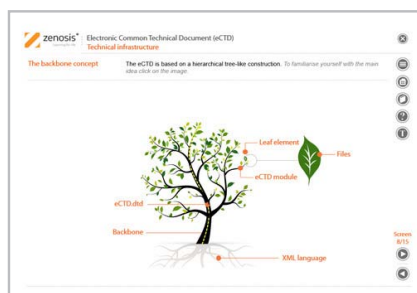 zenosis
Electronic Common Technical Document (eCTD)
Technical infrastructure
The backbone concept
The eCTD is based on a hierarchical tree-like construction. To familiarise yourself with the main
idea click on the image.
Leaf element
Files
eCTD module
eCTD.dtd
Backbone
XML language
Screen
8/15